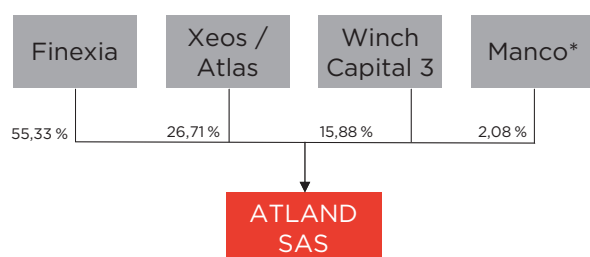 Finexia
Xeos /
Atlas
Winch
Capital 3
Manco*
55,33 %
26,71 %
15,88 %
2,08 %
ATLAND
SAS